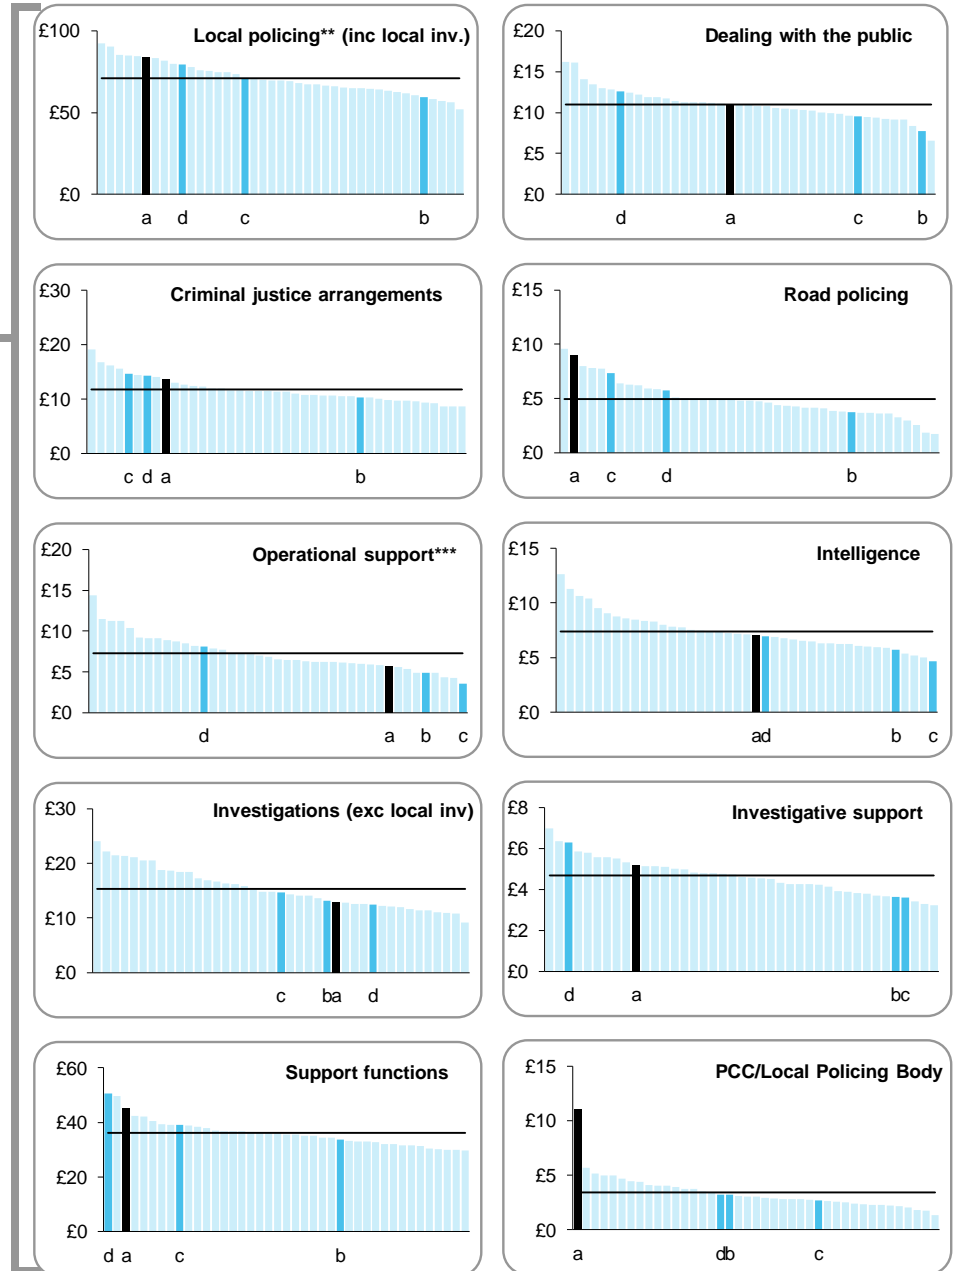 Local policing** (inc local inv.)
£100
£50
£0
a d c b
Dealing with the public
£20
£15
£10
£5
£0
d a c b
Criminal justice arrangements
£30
£20
£10
£0
c d a b
Road policing
£15
£10
£5
£0
a c d b
Operational support***
£20
£15
£10
£5
£0
d a b c
Intelligence
£15
£10
£5
£0
ad b c
Investigations (exc local inv)
£30
£20
£10
£0
c ba d
Investigative support
£8
£6
£4
£2
£0
d a bc
Support functions
£60
£40
£20
£0
d a c b
PCC/Local Policing Body
£15
£10
£5
£0
a db c